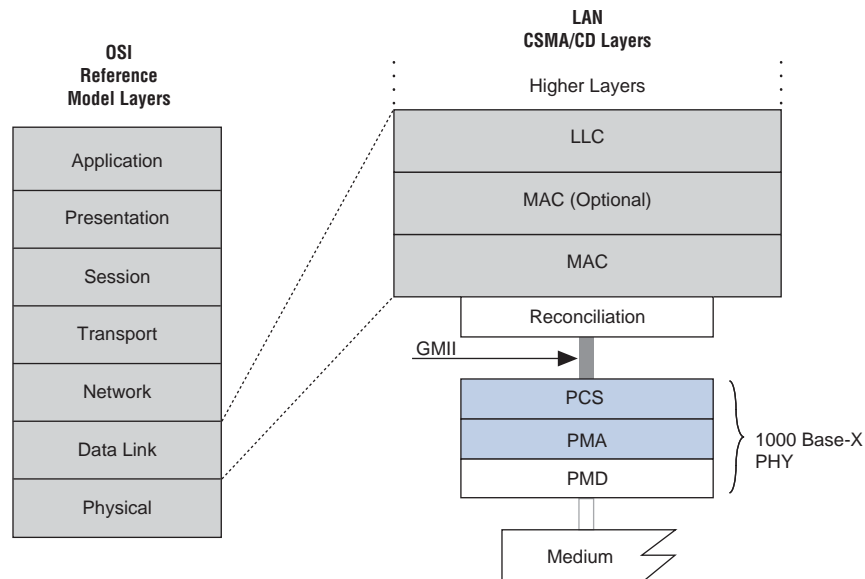 OSI
Reference
Model Layers
Application
Presentation
Session
Transport
Network
Data Link
Physical
LAN
CSMA/CD Layers
Higher Layers
LLC
MAC (Optional)
MAC
Reconciliation
GMII
PCS
PMA
PMD
1000 Base-X
PHY
Medium